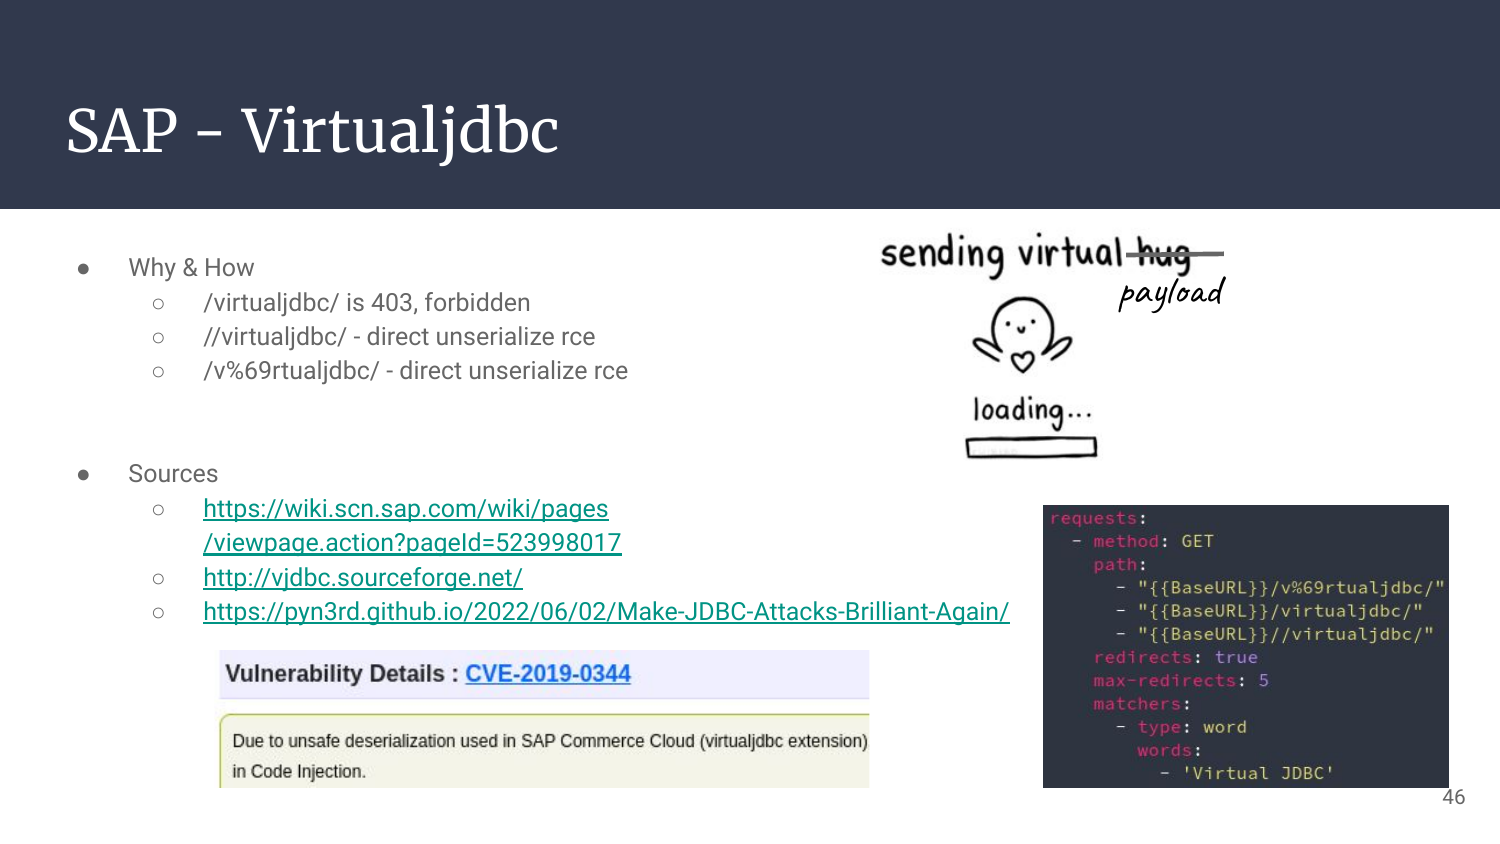 SAP - Virtualjdbc
● Why & How
○ /virtualjdbc/ is 403, forbidden
○ //virtualjdbc/ - direct unserialize rce
○ /v%69rtualjdbc/ - direct unserialize rce
● Sources
○ https://wiki.scn.sap.com/wiki/pages
/viewpage.action?pageId=523998017
○ http://vjdbc.sourceforge.net/
○ https://pyn3rd.github.io/2022/06/02/Make-JDBC-Attacks-Brilliant-Again/
Vulnerability Details : CVE-2019-0344
Due to unsafe deserialization used in SAP Commerce Cloud (virtualjdbc extension)
in Code Injection.
sending virtual hug
payload
loading...
requests:
- method: GET
path:
- "{{BaseURL}}/v%69rtualjdbc/"
- "{{BaseURL}}/virtualjdbc/"
- "{{BaseURL}}//virtualjdbc/"
redirects: true
max-redirects: 5
matchers:
- type: word
words:
- 'Virtual JDBC'
46